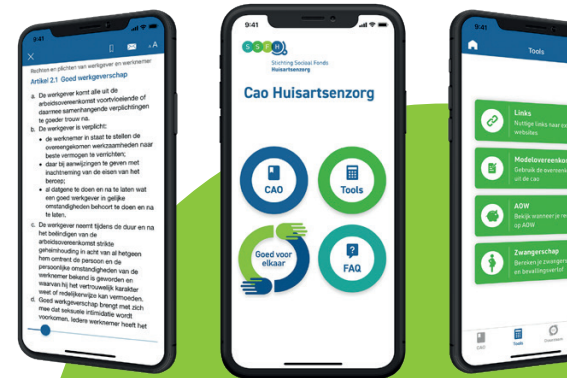 9:41
A
Rechten en plichten van werkgever en werknemer
Artikel 2.1 Goed werkgeverschap
a. De werkgever komt alle uit de
arbeidsovereenkomst voortvloeiende of
daarmee samenhangende verplichtingen
te goeder trouw na.
b. De werkgever is verplicht:
• de werknemer in staat te stellen de
overeengekomen werkzaamheden naar
beste vermogen te verrichten;
• daar bij aanwijzingen te geven met
inachtneming van de eisen van het
beroep;
• al datgene te doen en na te laten wat
een goed werkgever in gelijke
omstandigheden behoort te doen en na
te laten.
c. De werkgever neemt tijdens de duur en na
het beëindigen van de
arbeidsovereenkomst strikte
geheimhouding in acht van al hetgeen
hem omtrent de persoon en de
persoonlijke omstandigheden van de
werknemer bekend is geworden en
waarvan hij het vertrouwelijk karakter
weet of redelijkerwijze kan vermoeden.
d. Goed werkgeverschap brengt met zich
mee dat seksuele intimidatie wordt
voorkomen. Iedere werknemer heeft het
9:41
SSFH
Stichting Sociaal Fonds
Huisartsenzorg
Cao Huisartsenzorg
CAO
Tools
Goed voor
elkaar
FAQ
9:41
Tools
Links
Nuttige links naar
websites
Modelovereenko
Gebruik de overeen
uit de cao
AOW
Bekijk wanneer je re
op AOW
Zwangerschap
Bereken je zwangers
en bevallingsverlof
CAO
Tools